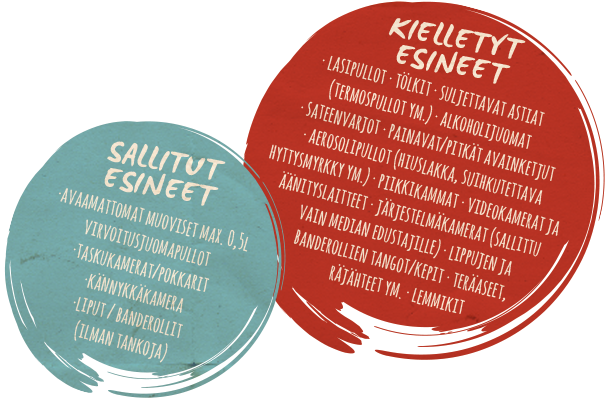 KIELLETYT
ESINEET
· LASIPULLOT · TÖLKIT · SULJETTAVAT ASTIAT
(TERMOSPULLOT YM.) · ALKOHOLIJUOMAT
· SATEENVARJOT · PAINAVAT/PITKÄT AVAINKETJUT
· AEROSOLIPULLOT (HIUSLAKKA, SUIHKUTETTAVA
HYTTYSMYRKKY YM.) · PIIKKIKAMMAT · VIDEOKAMERAT JA
ÄÄNITYSLAITTEET · JÄRJESTELMÄKAMERAT (SALLITTU
VAIN MEDIAN EDUSTAJILLE) · LIPPUJEN JA
BANDEROLLIEN TANGOT/KEPIT · TERÄASEET,
RÄJÄHTEET YM. · LEMMIKIT
SALLITUT
ESINEET
·AVAAMATTOMAT MUOVISET MAX. 0,5L
VIRVOITUSJUOMAPULLOT
·TASKUKAMERAT/POKKARIT
·KÄNNYKKÄKAMERA
·LIPUT / BANDEROLLIT
(ILMAN TANKOJA)